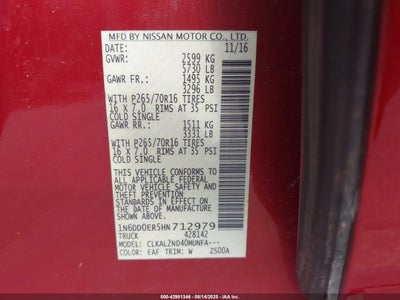 MFD BY NISSAN MOTOR CO., LTD.
DATE: 11/16
GVWR: 2599 KG
5730 LB
GAWR FR.: 1495 KG
3296 LB
WITH P265/70R16 TIRES
16 X 7.0 RIMS AT 35 PSI
COLD SINGLE
GAWR RR.: 1511 KG
3331 LB
WITH P265/70R16 TIRES
16 X 7.0 RIMS AT 35 PSI
COLD SINGLE
THIS VEHICLE CONFORMS TO ALL
APPLICABLE FEDERAL MOTOR
VEHICLE SAFETY AND THEFT
PREVENTION STANDARDS IN
EFFECT ON THE DATE OF
MANUFACTURE SHOWN ABOVE.
1N6DD0ER5HN712979
TRUCK 428142
MODEL: CLKAL2ND40MUNFA---
COLOR: EAF TRIM: W 2S00A
000-42981346 - 08/14/2025 - IAAI.COM